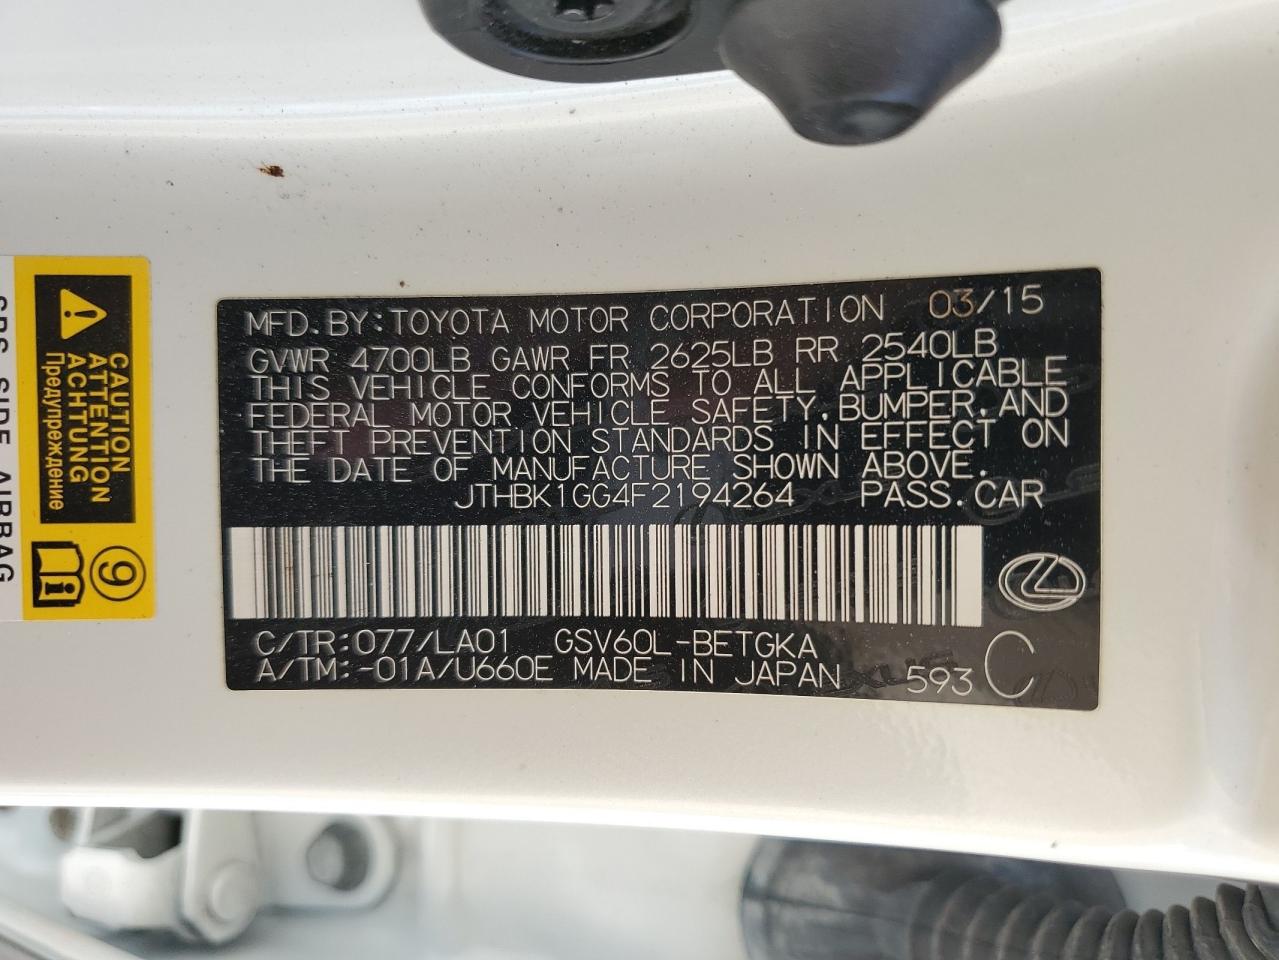 MFD. BY: TOYOTA MOTOR CORPORATION 03/15
GVWR 4700LB GAWR FR 2625LB RR 2540LB
THIS VEHICLE CONFORMS TO ALL APPLICABLE
FEDERAL MOTOR VEHICLE SAFETY, BUMPER, AND
THEFT PREVENTION STANDARDS IN EFFECT ON
THE DATE OF MANUFACTURE SHOWN ABOVE.
JTHBK1GG4F2194264 PASS. CAR
C/TR: 077/LA01 GSV60L-BETGKA
A/TM: -01A/U660E MADE IN JAPAN 593 C
CAUTION
ATTENTION
ACHTUNG
Предупреждение
9
SRS SIDE AIRBAG